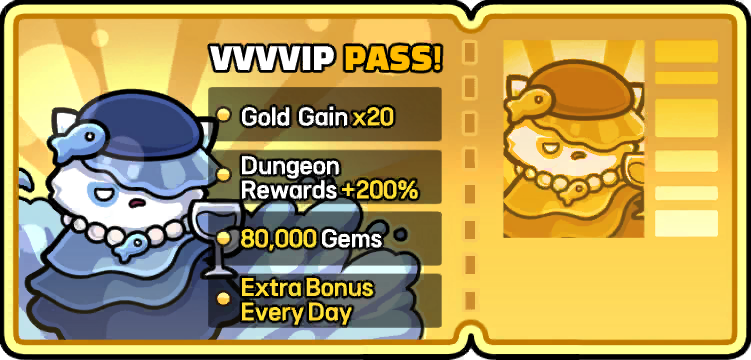 VVVVIP PASS!
Gold Gain x20
Dungeon
Rewards +200%
80,000 Gems
Extra Bonus
Every Day